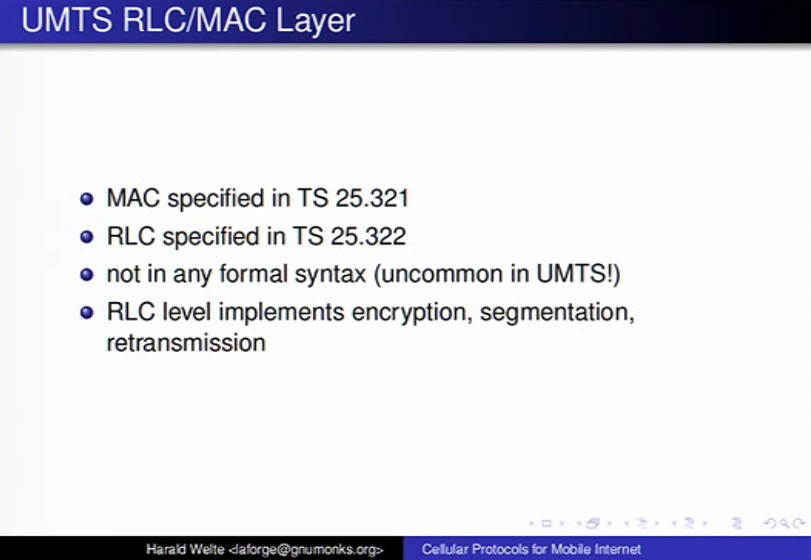 UMTS RLC/MAC Layer
MAC specified in TS 25.321
RLC specified in TS 25.322
not in any formal syntax (uncommon in UMTS!)
RLC level implements encryption, segmentation,
retransmission
Harald Welte <laforge@gnumonks.org>
Cellular Protocols for Mobile Internet